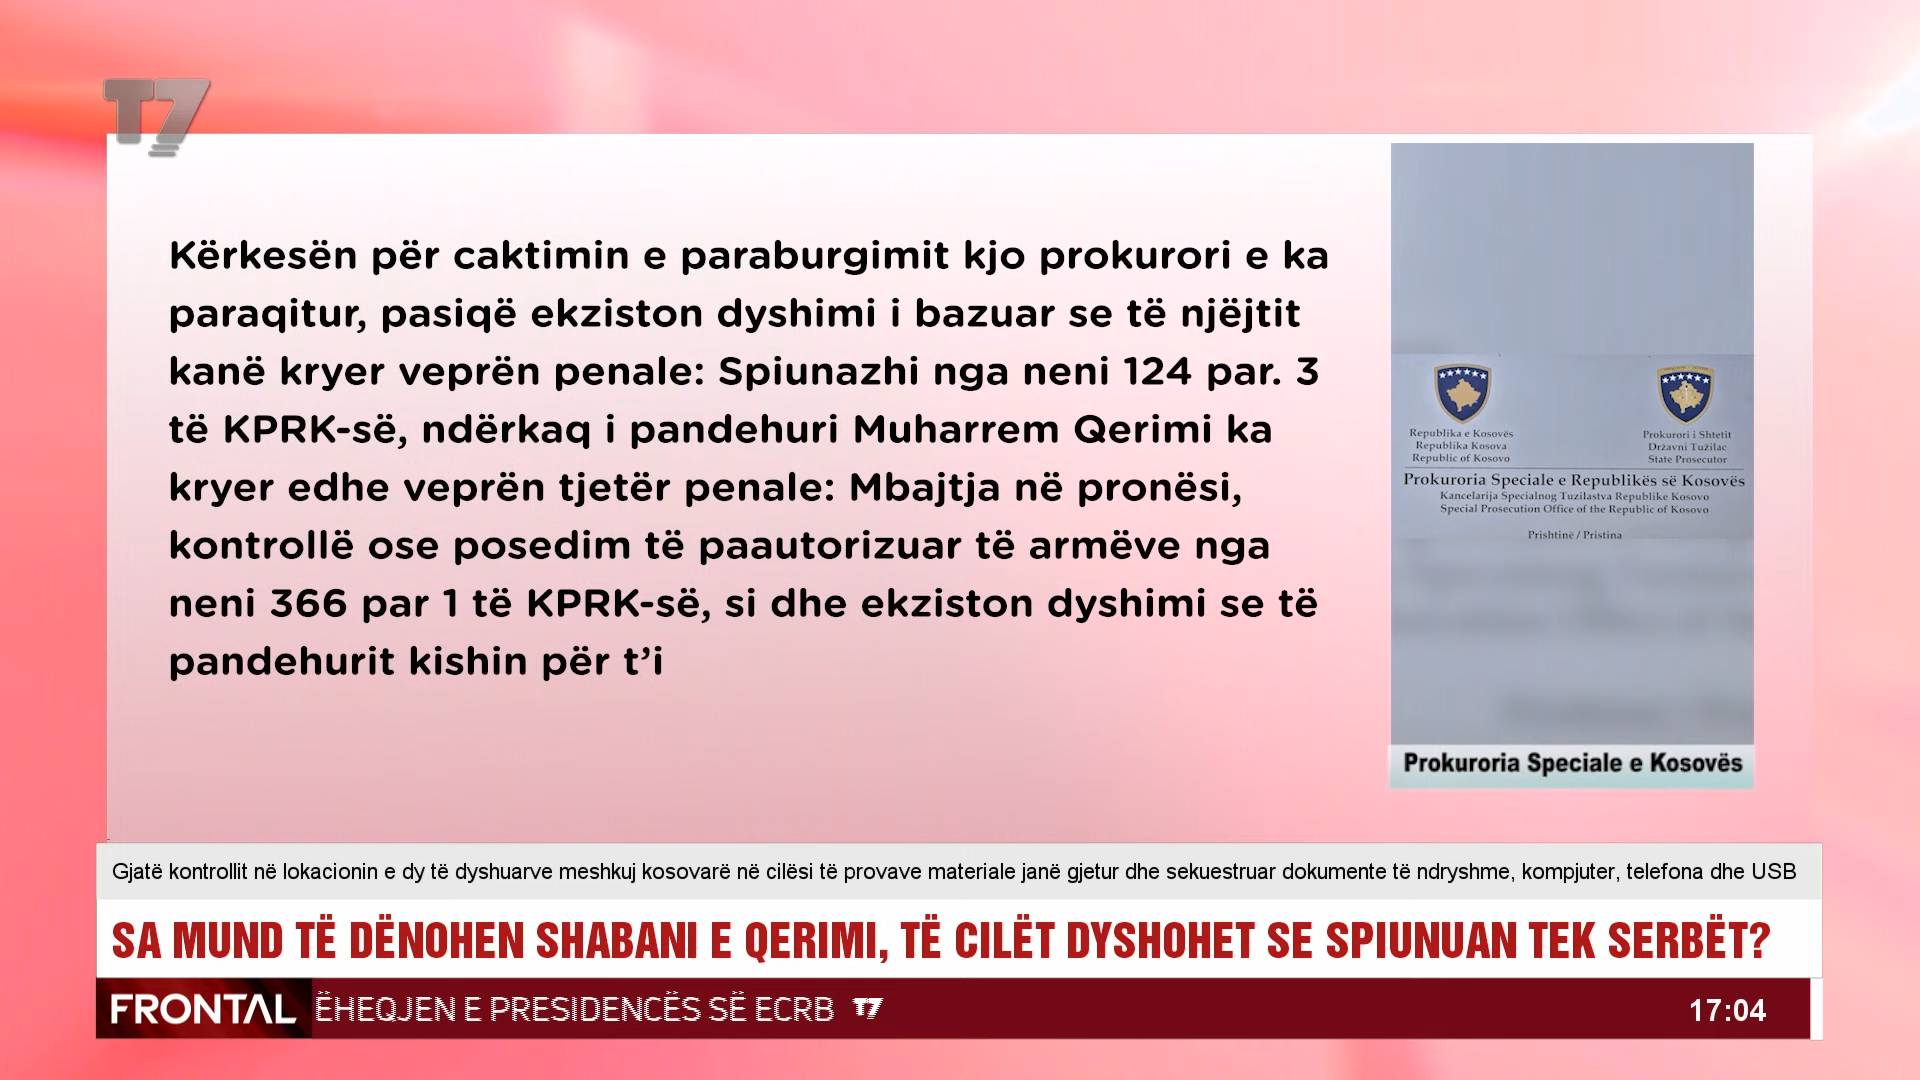 T7
Kërkesën për caktimin e paraburgimit kjo prokurori e ka
paraqitur, pasiqë ekziston dyshimi i bazuar se të njëjtit
kanë kryer veprën penale: Spiunazhi nga neni 124 par. 3
të KPRK-së, ndërkaq i pandehuri Muharrem Qerimi ka
kryer edhe veprën tjetër penale: Mbajtja në pronësi,
kontrollë ose posedim të paautorizuar të armëve nga
neni 366 par 1 të KPRK-së, si dhe ekziston dyshimi se të
pandehurit kishin për t’i
Republika e Kosovës
Republika Kosova
Republic of Kosovo
Prokurori i Shtetit
Državni Tužilac
State Prosecutor
Prokuroria Speciale e Republikës së Kosovës
Kancelarija Specialnog Tuzilastva Republike Kosovo
Special Prosecution Office of the Republic of Kosovo
Prishtinë / Pristina
Prokuroria Speciale e Kosovës
Gjatë kontrollit në lokacionin e dy të dyshuarve meshkuj kosovarë në cilësi të provave materiale janë gjetur dhe sekuestruar dokumente të ndryshme, kompjuter, telefona dhe USB
SA MUND TË DËNOHEN SHABANI E QERIMI, TË CILËT DYSHOHET SE SPIUNUAN TEK SERBËT?
FRONTAL ËHEQJEN E PRESIDENCËS SË ECRB T7 17:04